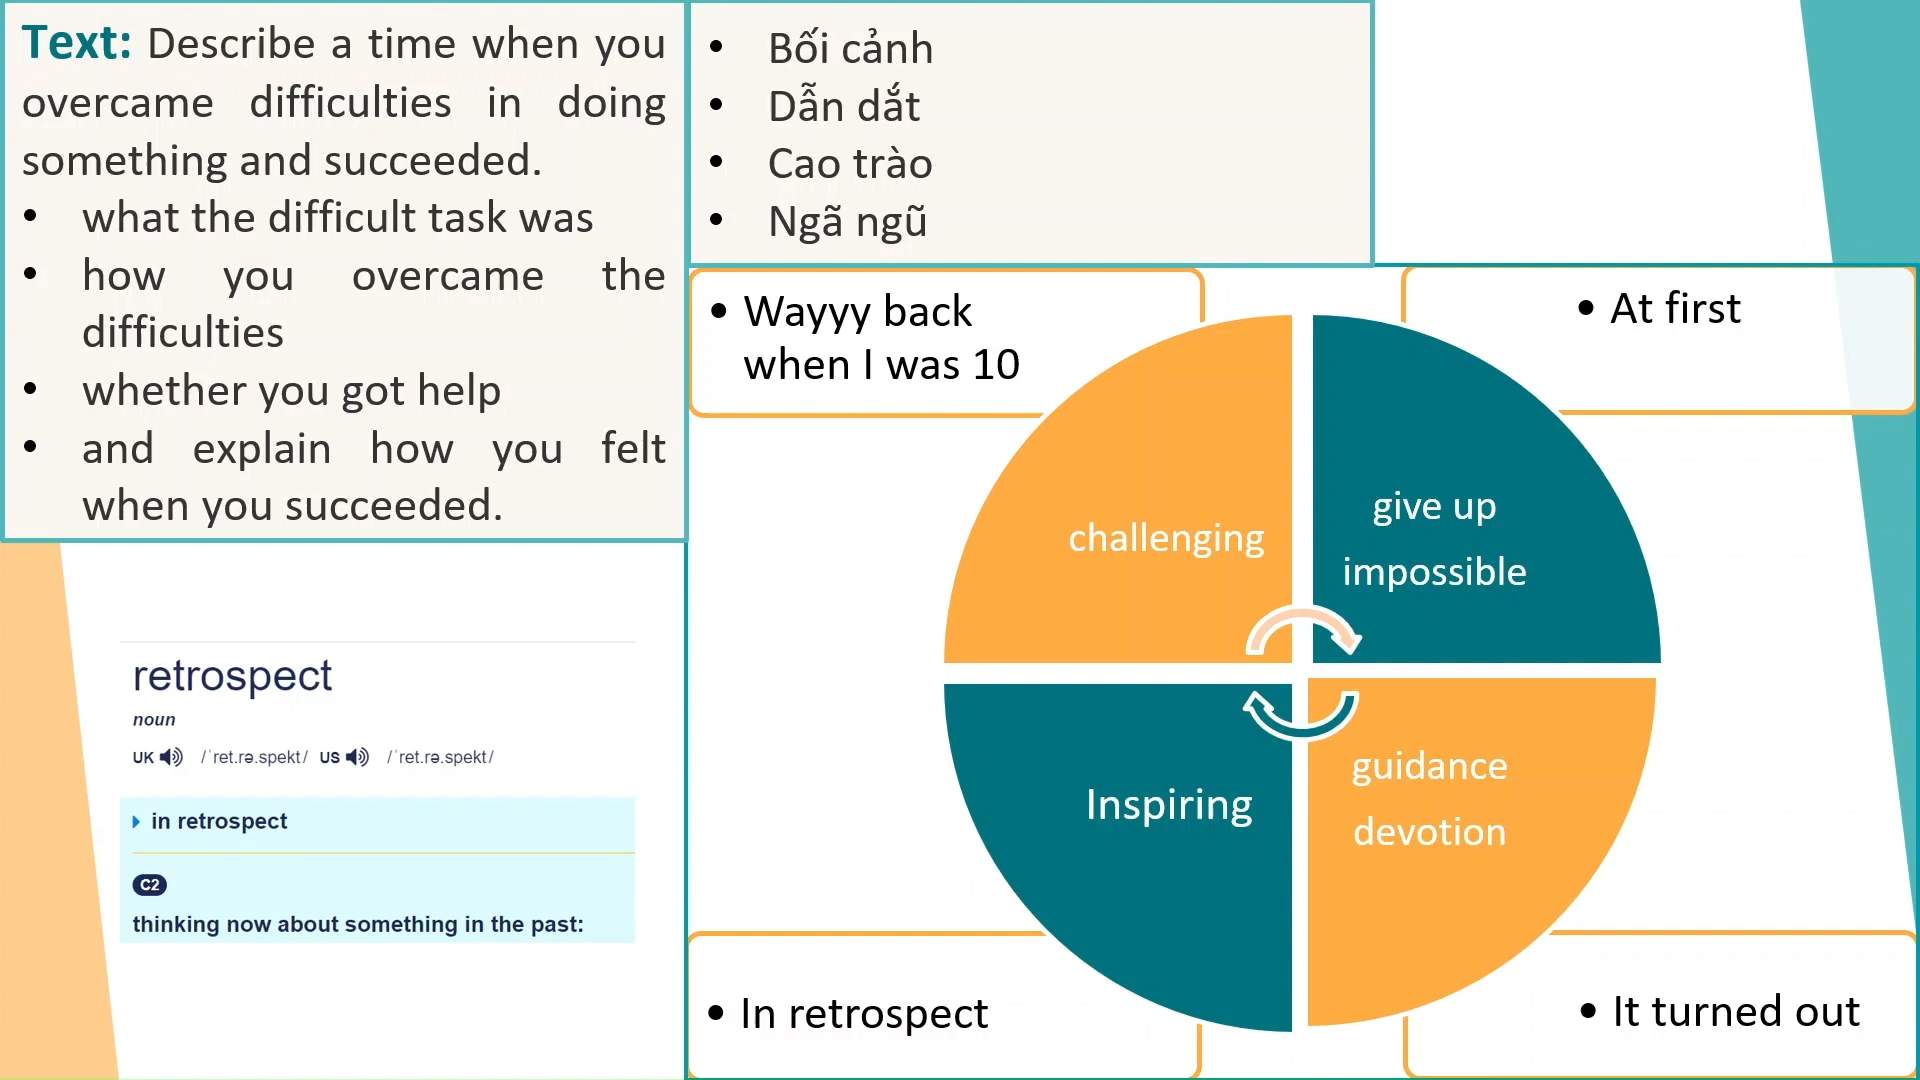 Text: Describe a time when you
overcame difficulties in doing
something and succeeded.
• what the difficult task was
• how you overcame the
difficulties
• whether you got help
• and explain how you felt
when you succeeded.
• Bối cảnh
• Dẫn dắt
• Cao trào
• Ngã ngũ
• Wayyy back
when I was 10
• At first
challenging
give up
impossible
Inspiring
guidance
devotion
• In retrospect
• It turned out
retrospect
noun
UK /ˈret.rə.spekt/ US /ˈret.rə.spekt/
in retrospect
C2
thinking now about something in the past: